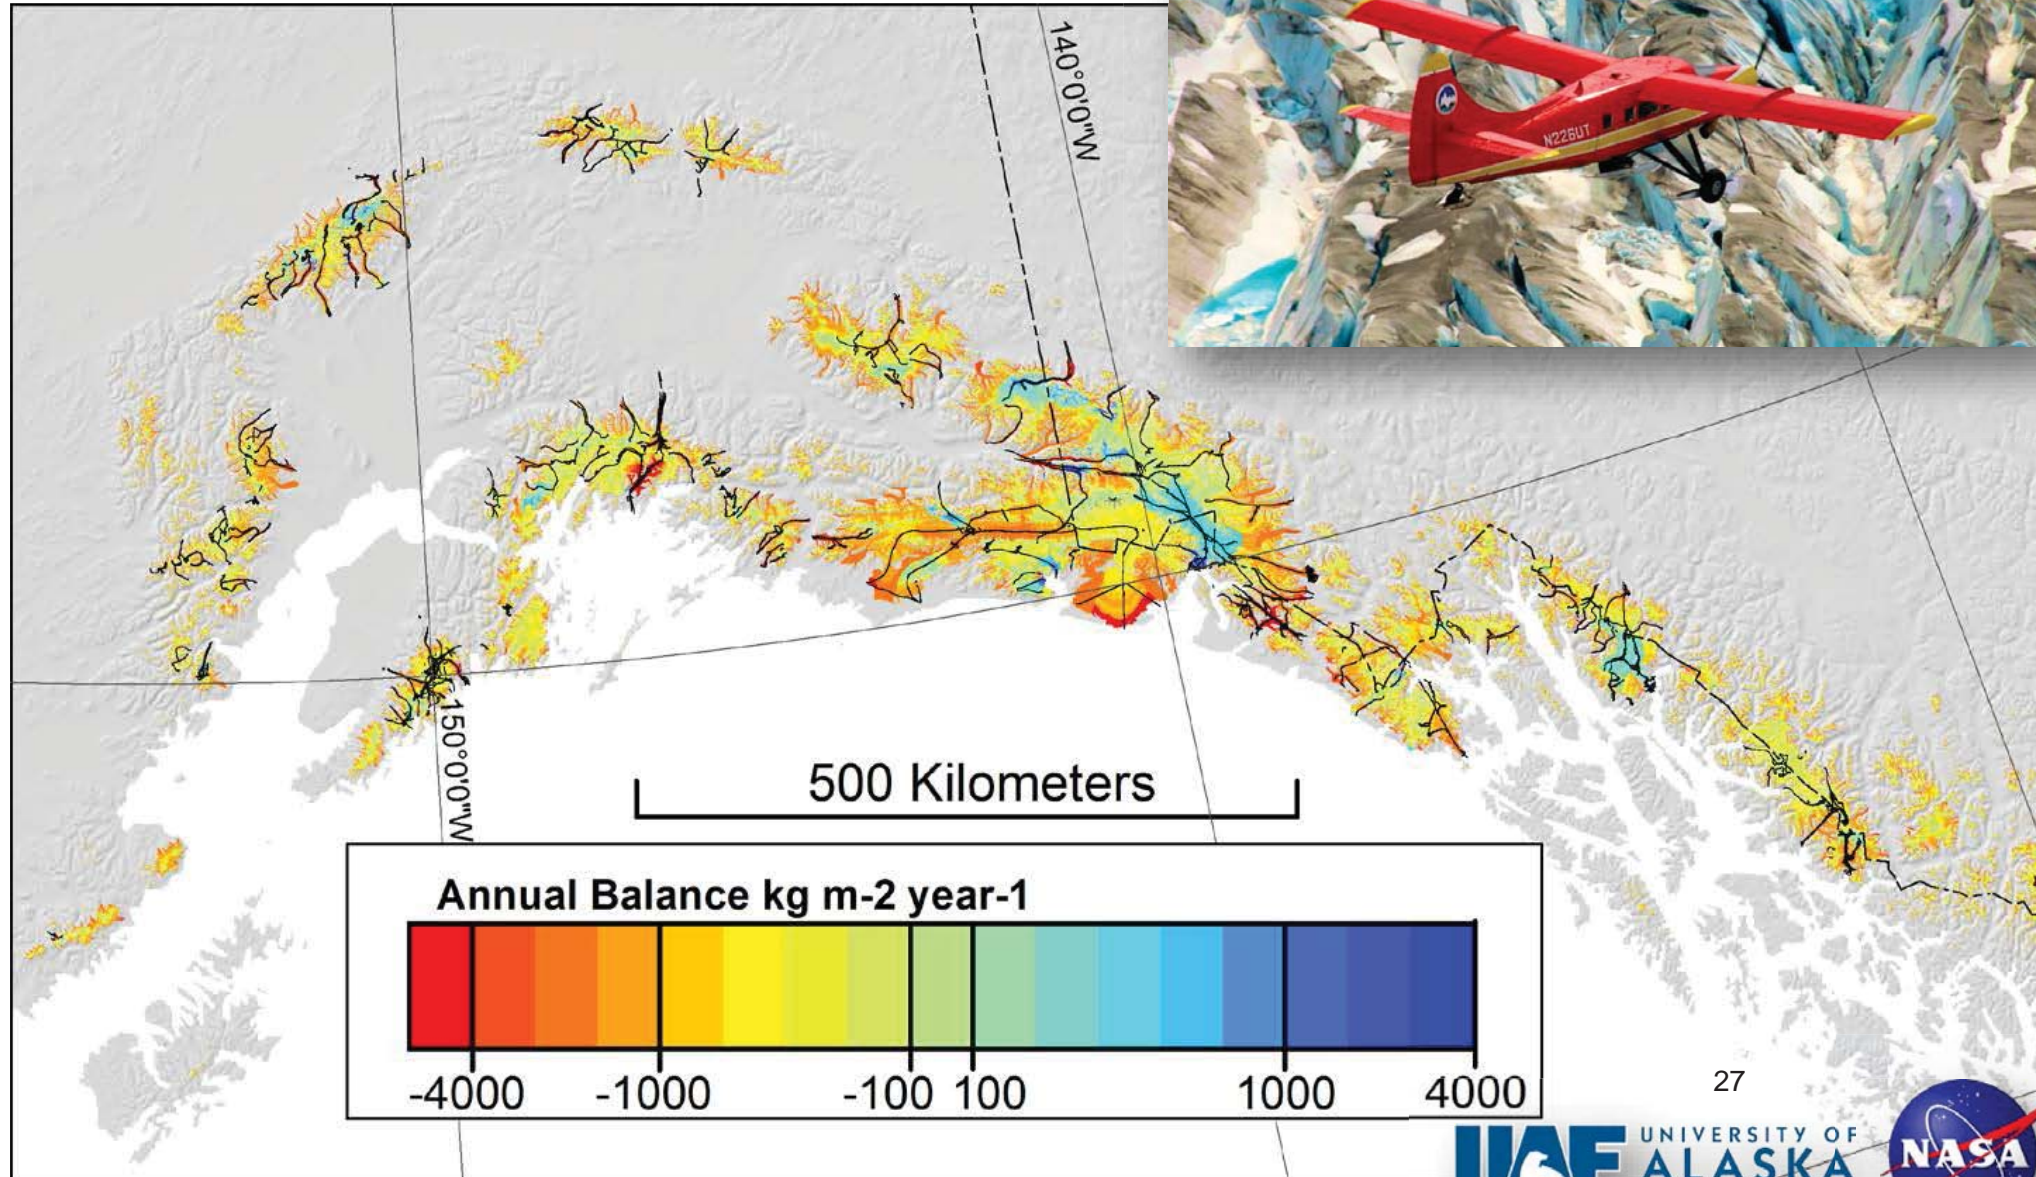 140°0'0"W
N226UT
150°0'0"W
500 Kilometers
Annual Balance kg m-2 year-1
-4000 -1000 -100 100 1000 4000
27
UAF UNIVERSITY OF
ALASKA
NASA